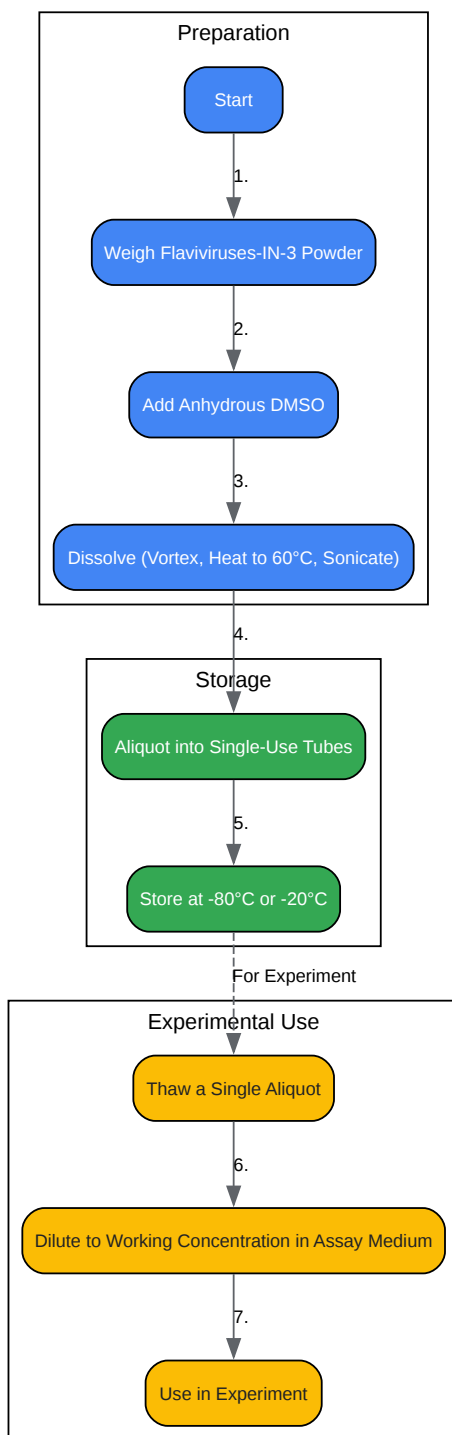 Preparation
Start
1.
Weigh Flaviviruses-IN-3 Powder
2.
Add Anhydrous DMSO
3.
Dissolve (Vortex, Heat to 60°C, Sonicate)
4.
Storage
Aliquot into Single-Use Tubes
5.
Store at -80°C or -20°C
For Experiment
Experimental Use
Thaw a Single Aliquot
6.
Dilute to Working Concentration in Assay Medium
7.
Use in Experiment